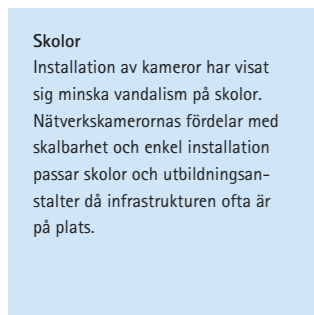 Skolor
Installation av kameror har visat
sig minska vandalism på skolor.
Nätverkskamerornas fördelar med
skalbarhet och enkel installation
passar skolor och utbildningsan-
stalter då infrastrukturen ofta är
på plats.